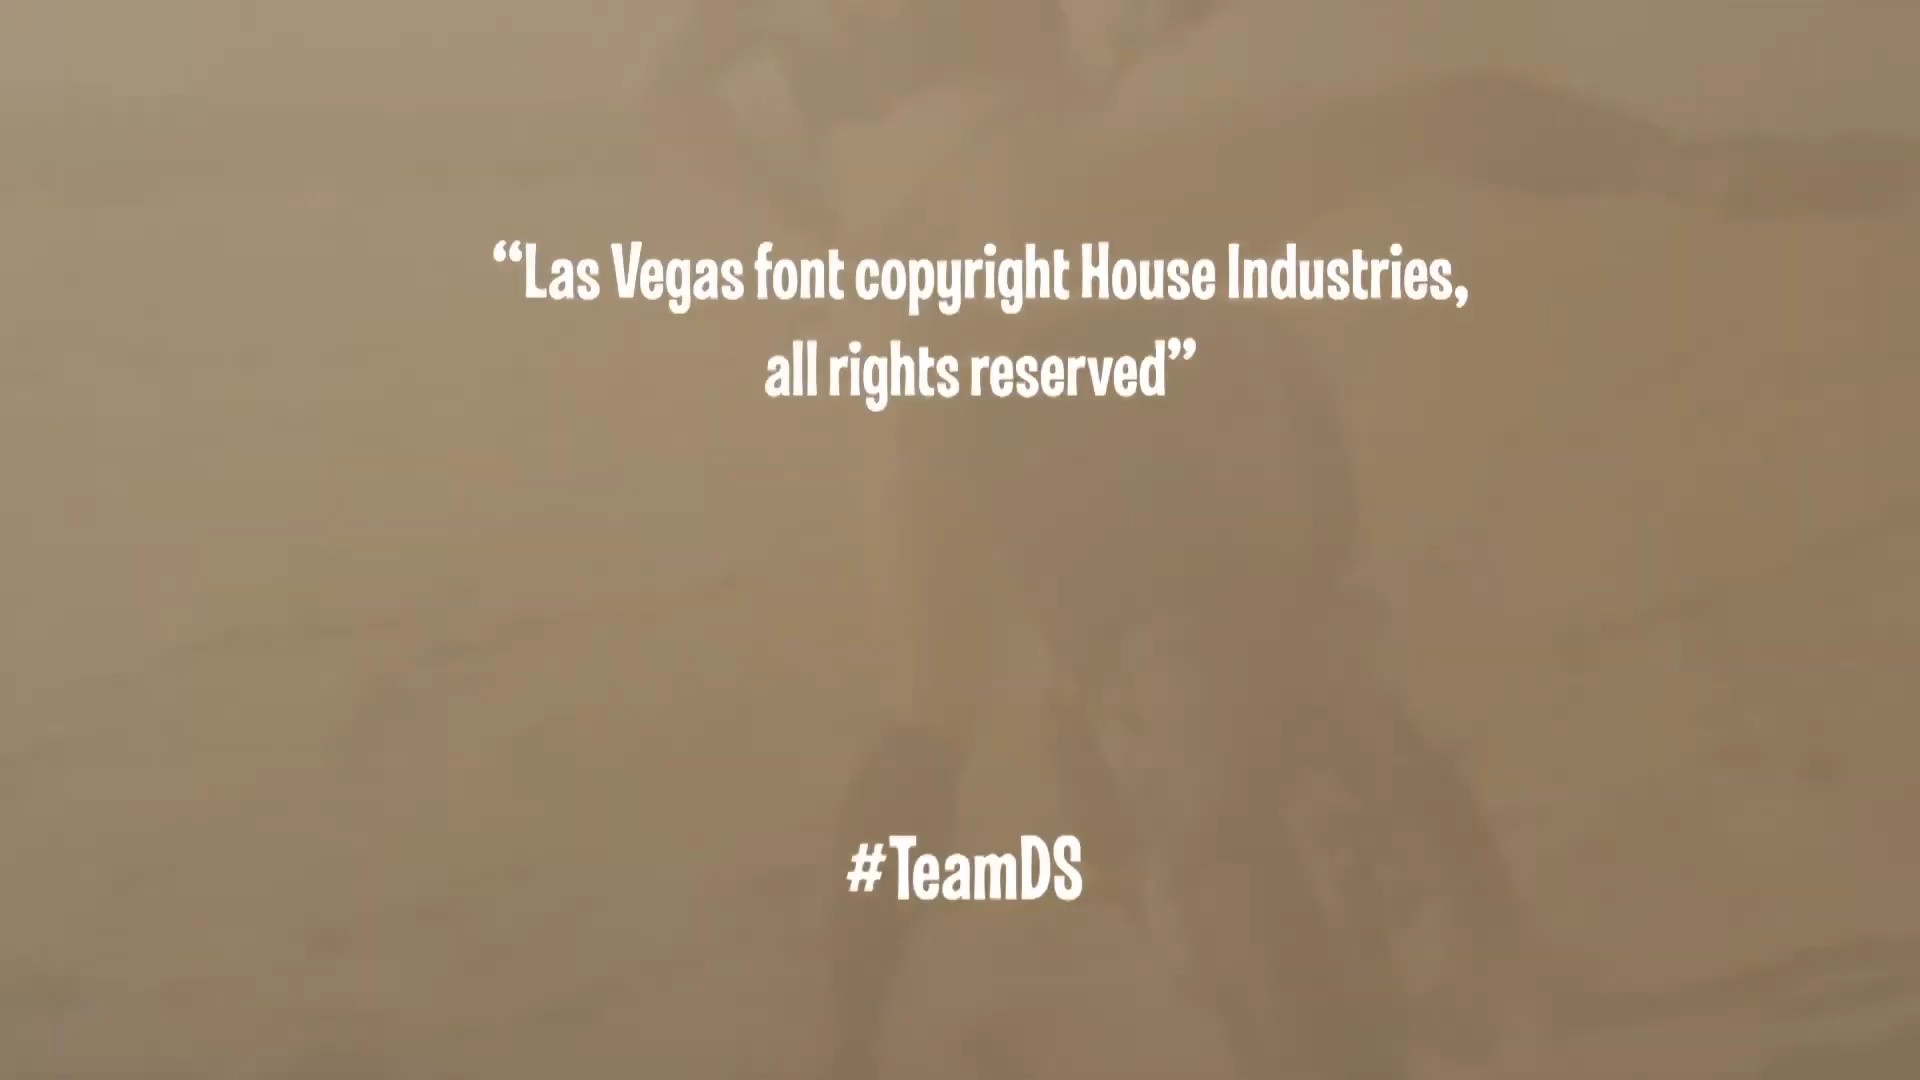 “Las Vegas font copyright House Industries,
all rights reserved”
#TeamDS